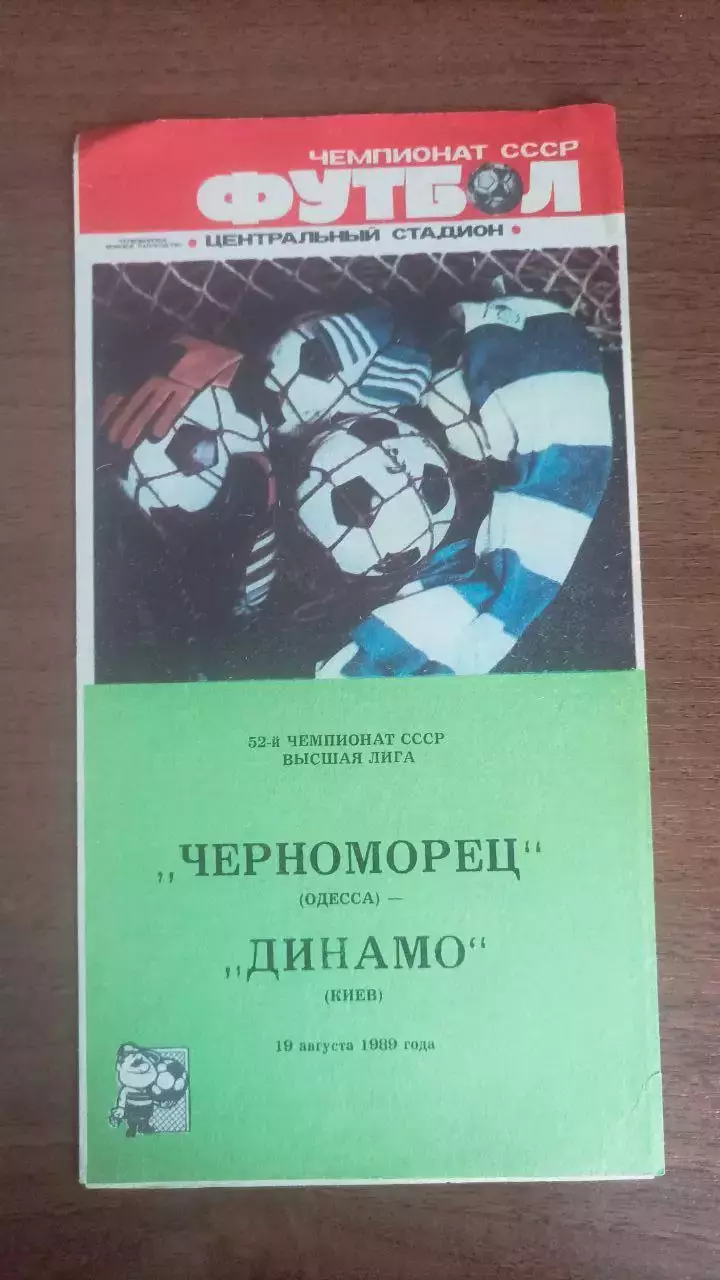 ЧЕМПИОНАТ СССР
ФУТБОЛ
• ЦЕНТРАЛЬНЫЙ СТАДИОН •
52-й ЧЕМПИОНАТ СССР
ВЫСШАЯ ЛИГА
„ЧЕРНОМОРЕЦ“
(ОДЕССА) —
„ДИНАМО“
(КИЕВ)
19 августа 1989 года